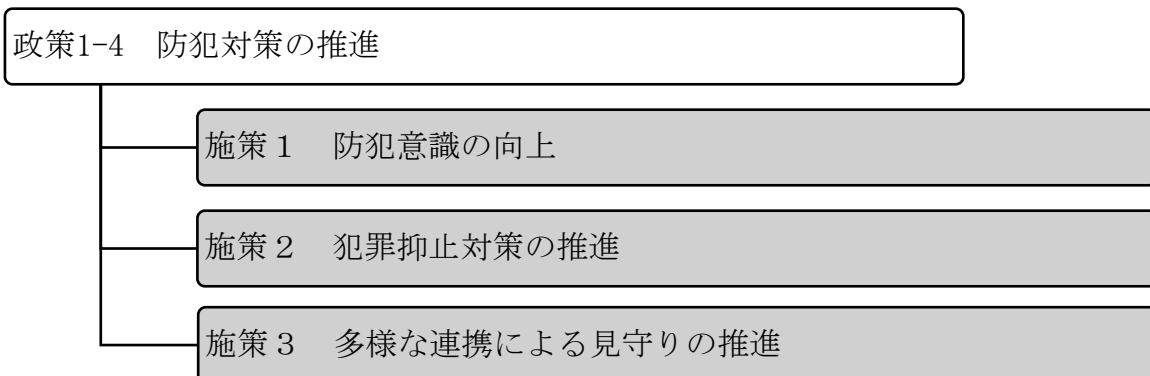 政策1-4　防犯対策の推進
施策１　防犯意識の向上
施策２　犯罪抑止対策の推進
施策３　多様な連携による見守りの推進